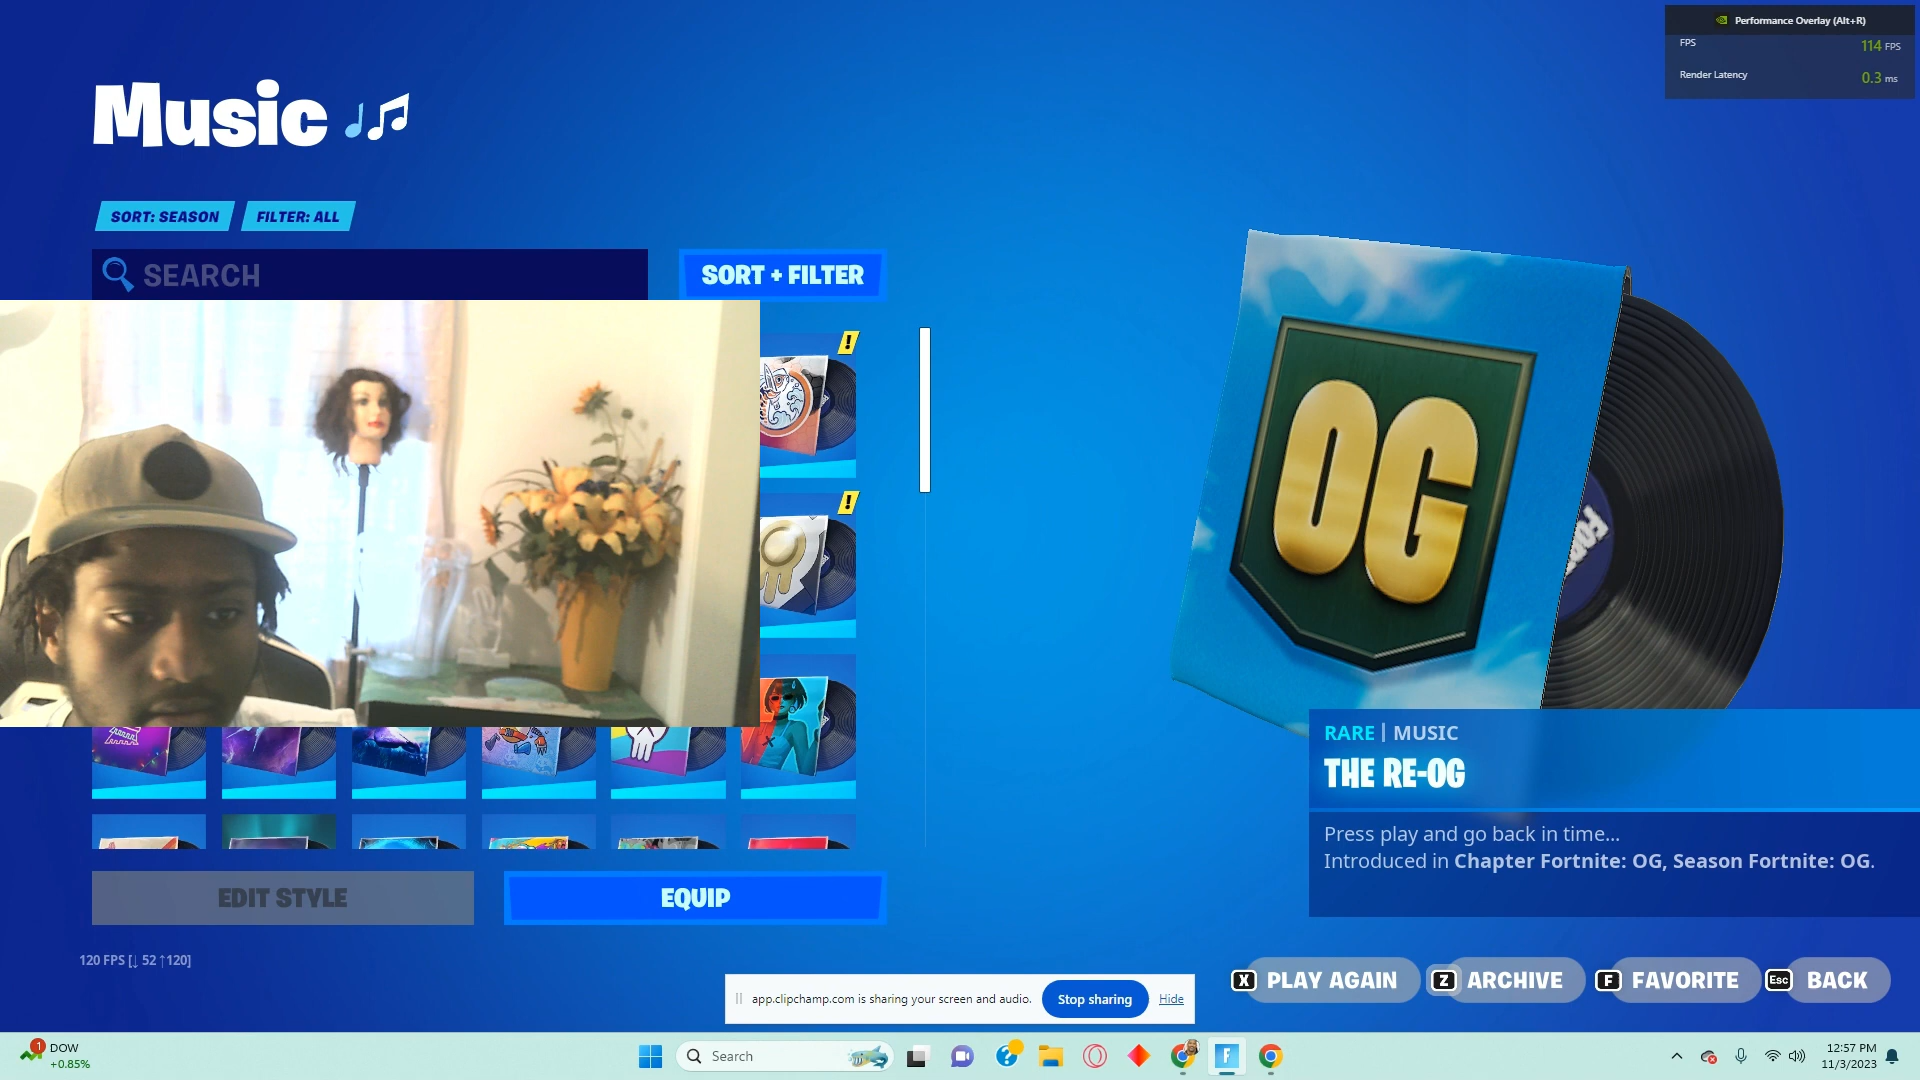 Performance Overlay (Alt+R)
FPS
114 FPS
Render Latency
0.3 ms
Music
SORT: SEASON
FILTER: ALL
SEARCH
SORT + FILTER
!
!
OG
RARE | MUSIC
THE RE-OG
Press play and go back in time...
Introduced in Chapter Fortnite: OG, Season Fortnite: OG.
EDIT STYLE
EQUIP
120 FPS [↓ 52 ↑120]
X PLAY AGAIN
Z ARCHIVE
F FAVORITE
Esc BACK
app.clipchamp.com is sharing your screen and audio.
Stop sharing
Hide
1
DOW
+0.85%
Search
12:57 PM
11/3/2023